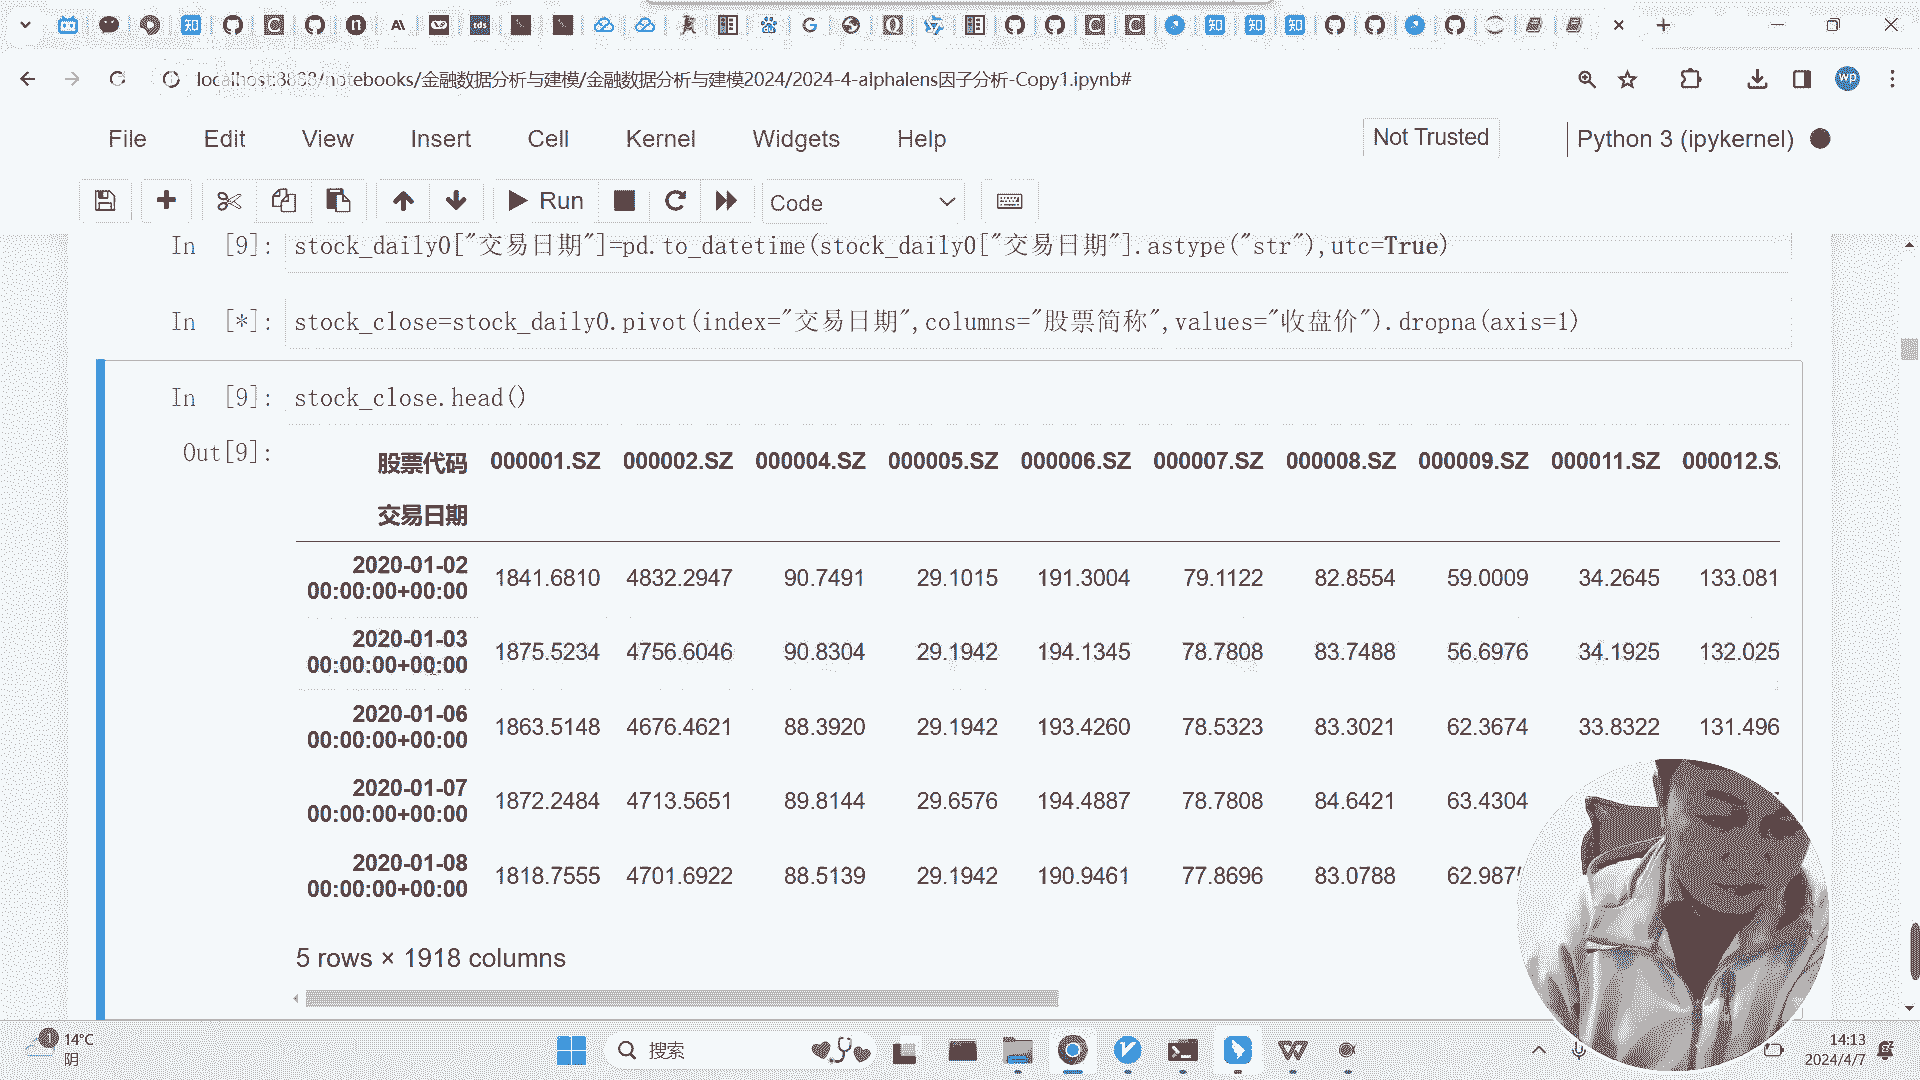 localhost:8888/notebooks/金融数据分析与建模/金融数据分析与建模2024/2024-4-alphalens因子分析-Copy1.ipynb#
File Edit View Insert Cell Kernel Widgets Help
Not Trusted
Python 3 (ipykernel)
Run
Code
In [9]: stock_daily0["交易日期"]=pd.to_datetime(stock_daily0["交易日期"].astype("str"),utc=True)
In [*]: stock_close=stock_daily0.pivot(index="交易日期",columns="股票简称",values="收盘价").dropna(axis=1)
In [9]: stock_close.head()
Out[9]:
股票代码 000001.SZ 000002.SZ 000004.SZ 000005.SZ 000006.SZ 000007.SZ 000008.SZ 000009.SZ 000011.SZ 000012.S
交易日期
2020-01-02 00:00:00+00:00 1841.6810 4832.2947 90.7491 29.1015 191.3004 79.1122 82.8554 59.0009 34.2645 133.081
2020-01-03 00:00:00+00:00 1875.5234 4756.6046 90.8304 29.1942 194.1345 78.7808 83.7488 56.6976 34.1925 132.025
2020-01-06 00:00:00+00:00 1863.5148 4676.4621 88.3920 29.1942 193.4260 78.5323 83.3021 62.3674 33.8322 131.496
2020-01-07 00:00:00+00:00 1872.2484 4713.5651 89.8144 29.6576 194.4887 78.7808 84.6421 63.4304
2020-01-08 00:00:00+00:00 1818.7555 4701.6922 88.5139 29.1942 190.9461 77.8696 83.0788 62.987
5 rows × 1918 columns
14°C
阴
搜索
14:13
2024/4/7